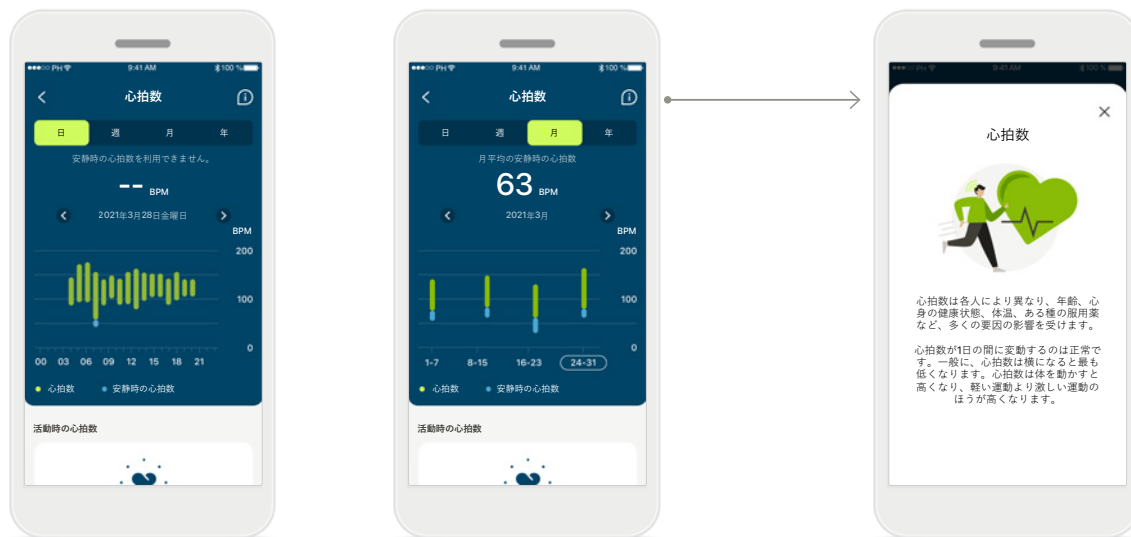 PH 9:41 AM 100 %
心拍数
日 週 月 年
安静時の心拍数を利用できません。
-- BPM
2021年3月28日金曜日
BPM
200
100
0
00 03 06 09 12 15 18 21
心拍数 安静時の心拍数
活動時の心拍数
PH 9:41 AM 100 %
心拍数
日 週 月 年
月平均の安静時の心拍数
63 BPM
2021年3月
BPM
200
100
0
1-7 8-15 16-23 24-31
心拍数 安静時の心拍数
活動時の心拍数
PH 9:41 AM 100 %
心拍数
心拍数は各人により異なり、年齢、心
身の健康状態、体温、ある種の服用薬
など、多くの要因の影響を受けます。
心拍数が1日の間に変動するのは正常で
す。一般に、心拍数は横になると最も
低くなります。心拍数は体を動かすと
高くなり、軽い運動より激しい運動の
ほうが高くなります。